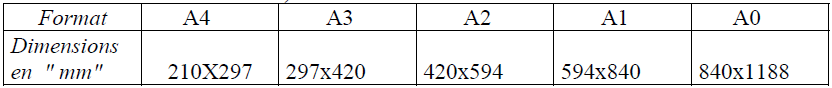 Format A4 A3 A2 A1 A0
Dimensions
en "mm" 210X297 297x420 420x594 594x840 840x1188